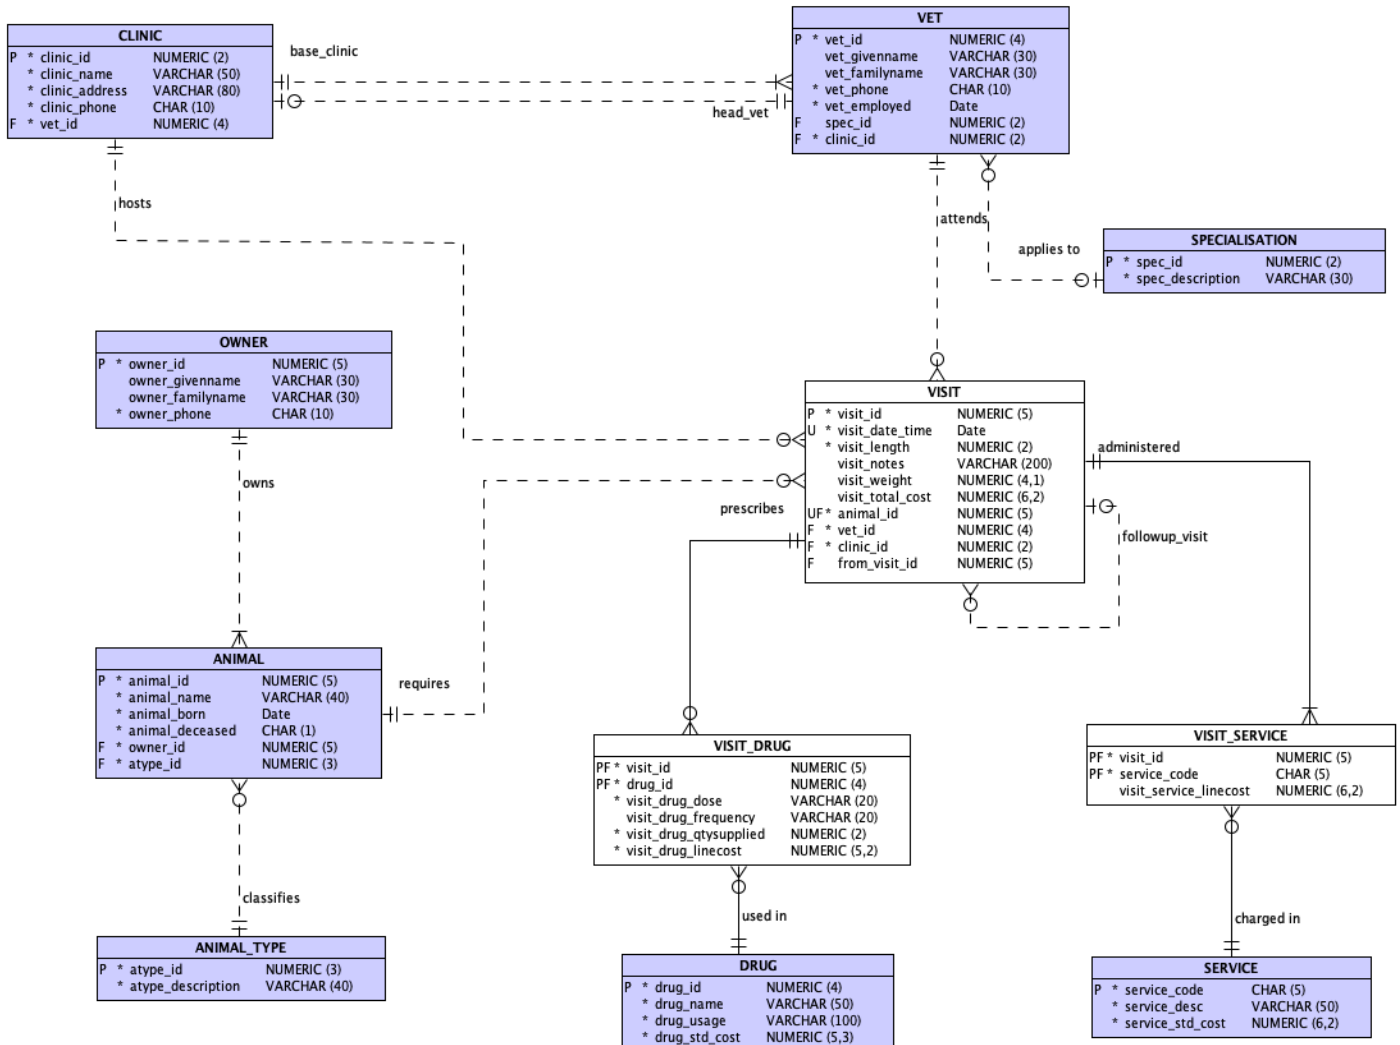 CLINIC
P * clinic_id NUMERIC (2)
* clinic_name VARCHAR (50)
* clinic_address VARCHAR (80)
* clinic_phone CHAR (10)
F * vet_id NUMERIC (4)
base_clinic
head_vet
VET
P * vet_id NUMERIC (4)
vet_givenname VARCHAR (30)
vet_familyname VARCHAR (30)
* vet_phone CHAR (10)
* vet_employed Date
F spec_id NUMERIC (2)
F * clinic_id NUMERIC (2)
hosts
attends
applies to
SPECIALISATION
P * spec_id NUMERIC (2)
* spec_description VARCHAR (30)
OWNER
P * owner_id NUMERIC (5)
owner_givenname VARCHAR (30)
owner_familyname VARCHAR (30)
* owner_phone CHAR (10)
owns
VISIT
P * visit_id NUMERIC (5)
U * visit_date_time Date
* visit_length NUMERIC (2)
visit_notes VARCHAR (200)
visit_weight NUMERIC (4,1)
visit_total_cost NUMERIC (6,2)
UF * animal_id NUMERIC (5)
F * vet_id NUMERIC (4)
F * clinic_id NUMERIC (2)
F from_visit_id NUMERIC (5)
administered
prescribes
followup_visit
ANIMAL
P * animal_id NUMERIC (5)
* animal_name VARCHAR (40)
* animal_born Date
* animal_deceased CHAR (1)
F * owner_id NUMERIC (5)
F * atype_id NUMERIC (3)
requires
VISIT_DRUG
PF * visit_id NUMERIC (5)
PF * drug_id NUMERIC (4)
* visit_drug_dose VARCHAR (20)
visit_drug_frequency VARCHAR (20)
* visit_drug_qtysupplied NUMERIC (2)
* visit_drug_linecost NUMERIC (5,2)
VISIT_SERVICE
PF * visit_id NUMERIC (5)
PF * service_code CHAR (5)
visit_service_linecost NUMERIC (6,2)
classifies
used in
charged in
ANIMAL_TYPE
P * atype_id NUMERIC (3)
* atype_description VARCHAR (40)
DRUG
P * drug_id NUMERIC (4)
* drug_name VARCHAR (50)
* drug_usage VARCHAR (100)
* drug_std_cost NUMERIC (5,3)
SERVICE
P * service_code CHAR (5)
* service_desc VARCHAR (50)
* service_std_cost NUMERIC (6,2)